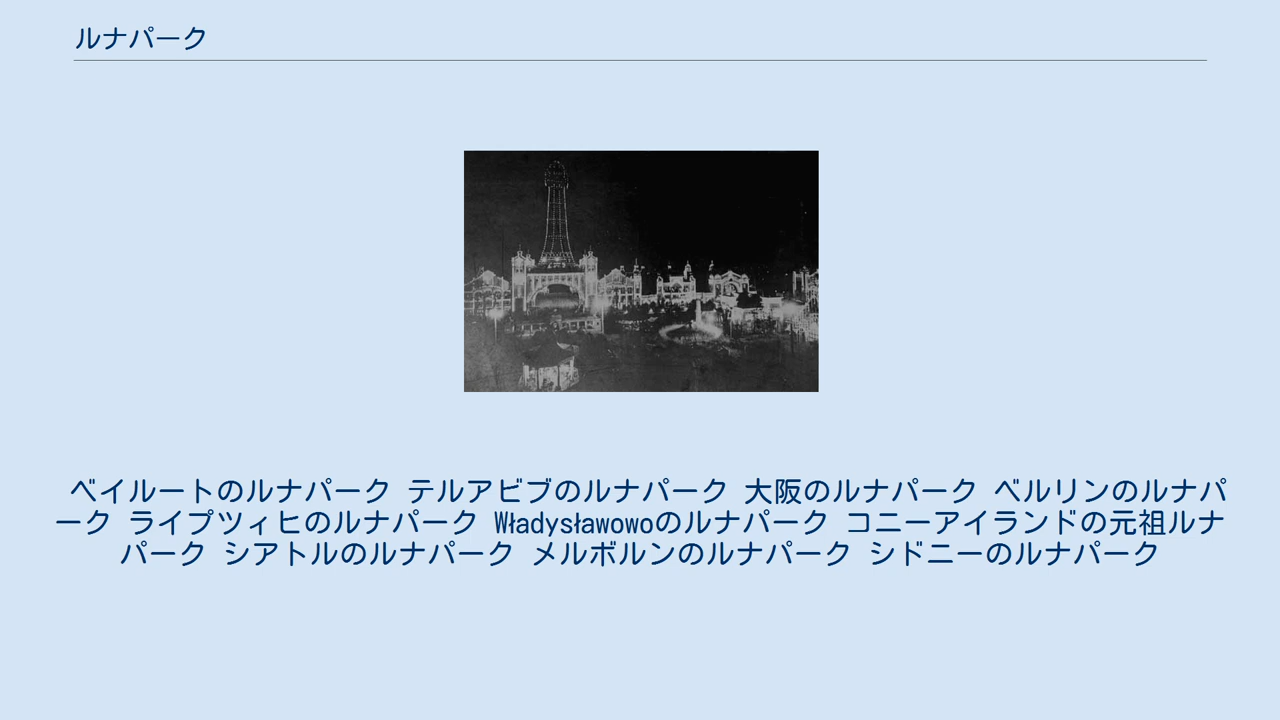 ルナパーク
ベイルートのルナパーク テルアビブのルナパーク 大阪のルナパーク ベルリンのルナパ
ーク ライプツィヒのルナパーク Władysławowoのルナパーク コニーアイランドの元祖ルナ
パーク シアトルのルナパーク メルボルンのルナパーク シドニーのルナパーク